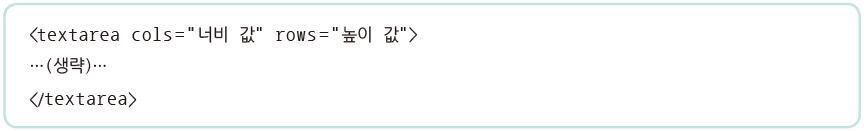 <textarea cols="너비 값" rows="높이 값">
…(생략)…
</textarea>